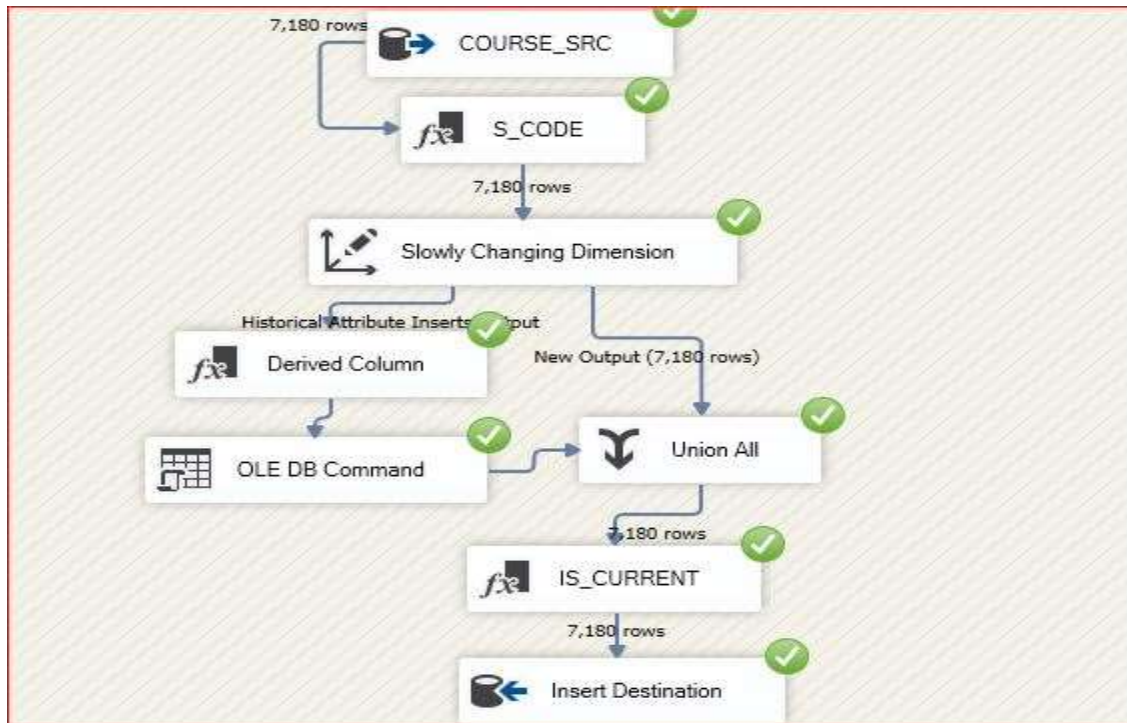 7,180 rows
COURSE_SRC
S_CODE
7,180 rows
Slowly Changing Dimension
Historical Attribute Inserts
New Output (7,180 rows)
Derived Column
Union All
OLE DB Command
7,180 rows
IS_CURRENT
7,180 rows
Insert Destination